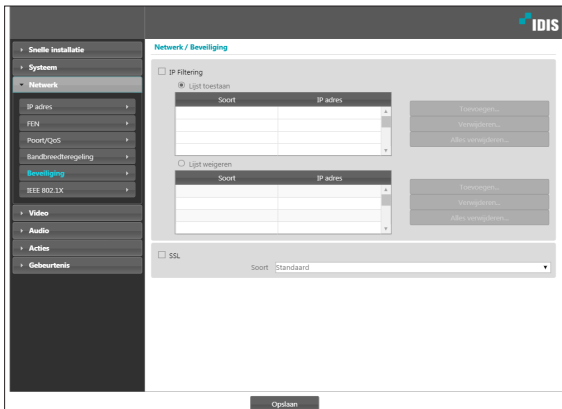 IDIS
Snelle installatie
Systeem
Netwerk
IP adres
FEN
Poort/QoS
Bandbreedteregeling
Beveiliging
IEEE 802.1X
Video
Audio
Acties
Gebeurtenis
Netwerk / Beveiliging
IP Filtering
Lijst toestaan
Soort IP adres
Toevoegen...
Verwijderen...
Alles verwijderen...
Lijst weigeren
Soort IP adres
Toevoegen...
Verwijderen...
Alles verwijderen...
SSL
Soort Standaard
Opslaan